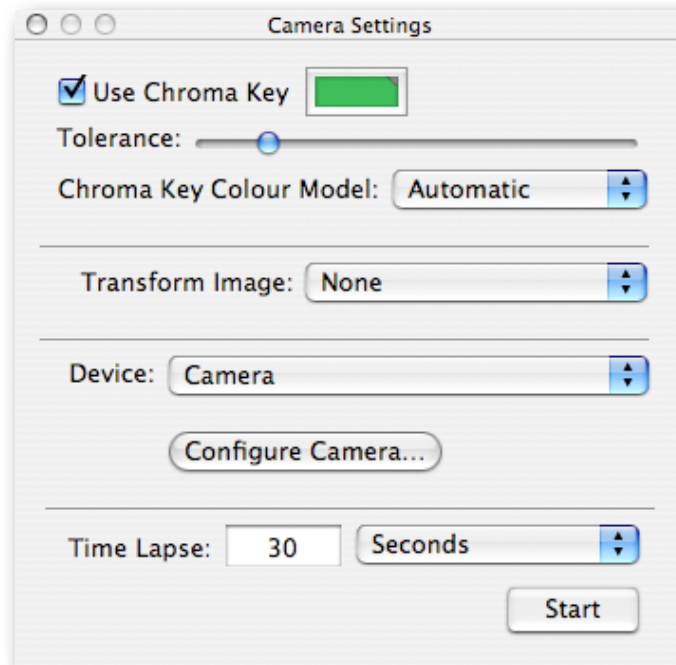 Camera Settings
Use Chroma Key
Tolerance:
Chroma Key Colour Model: Automatic
Transform Image: None
Device: Camera
Configure Camera...
Time Lapse: 30 Seconds
Start